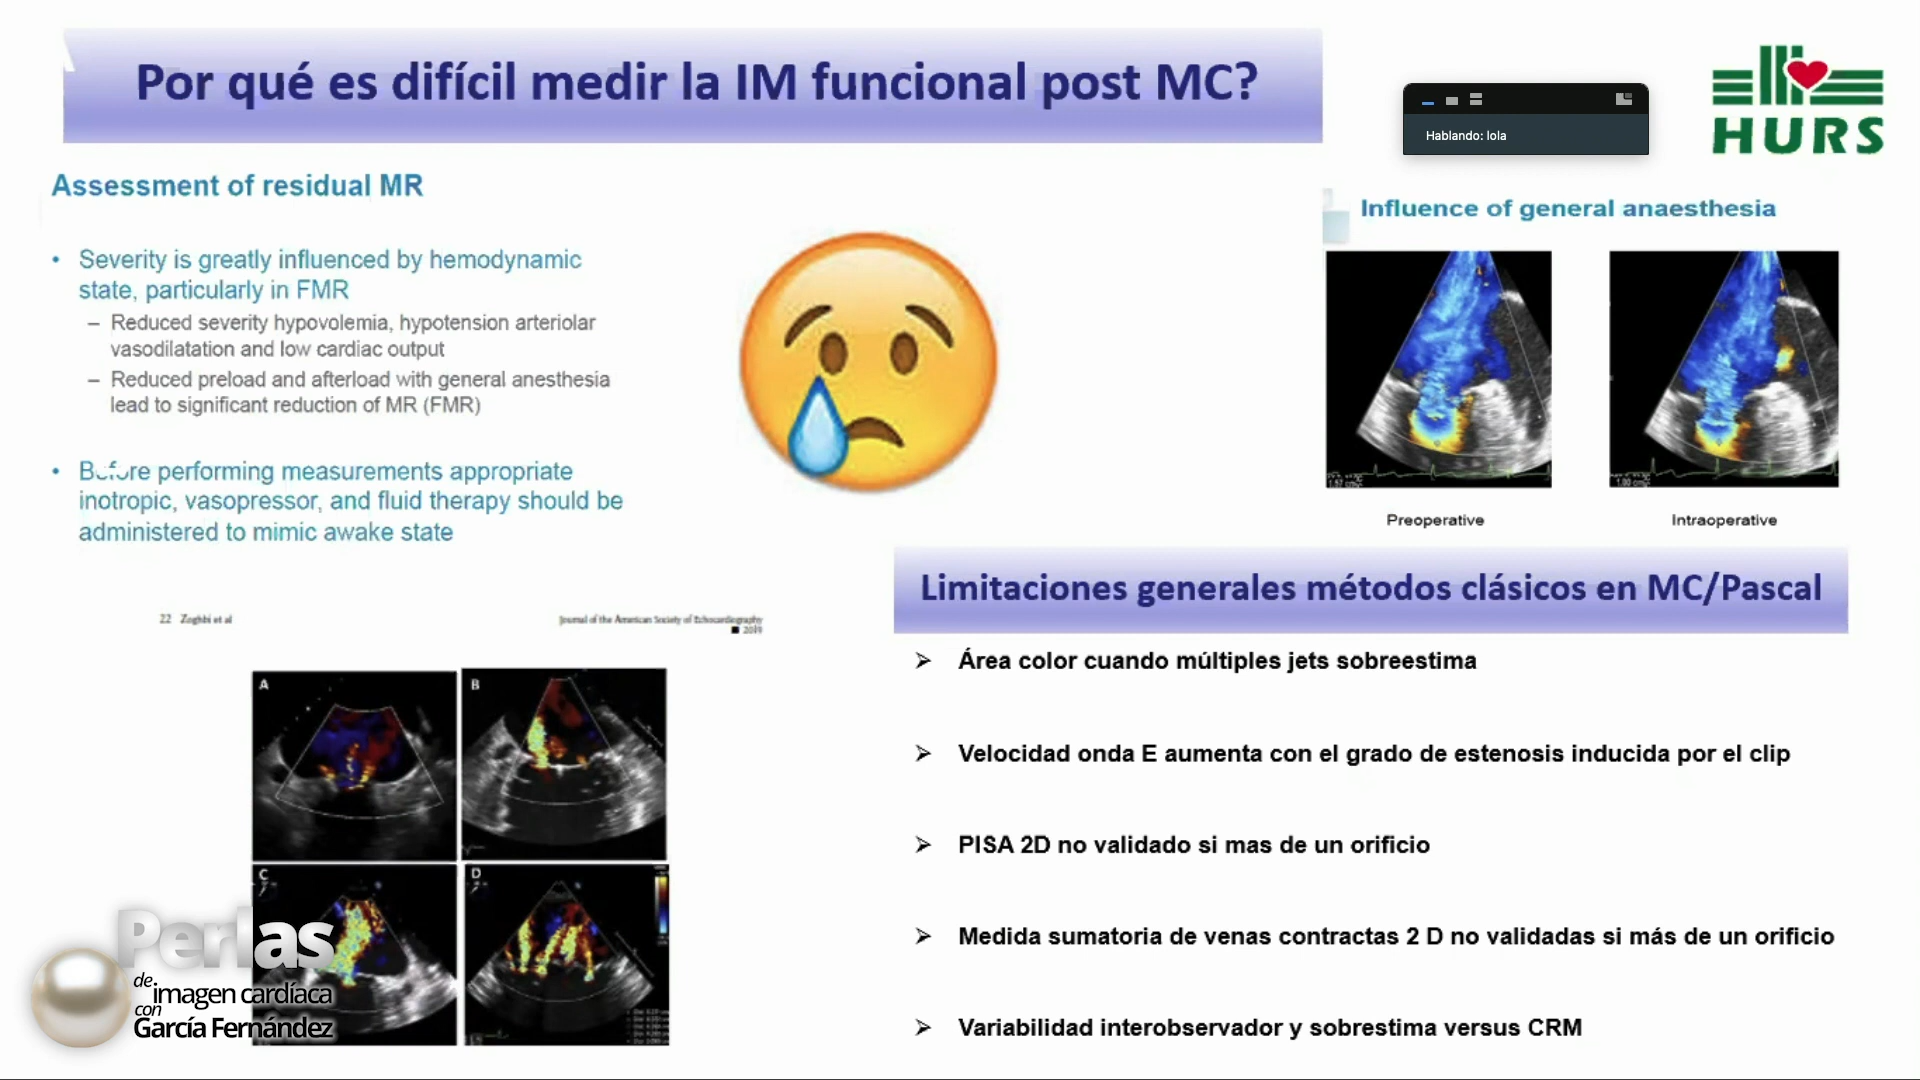 Por qué es difícil medir la IM funcional post MC?
Hablando: lola
HURS
Assessment of residual MR
• Severity is greatly influenced by hemodynamic
state, particularly in FMR
– Reduced severity hypovolemia, hypotension arteriolar
vasodilatation and low cardiac output
– Reduced preload and afterload with general anesthesia
lead to significant reduction of MR (FMR)
• Before performing measurements appropriate
inotropic, vasopressor, and fluid therapy should be
administered to mimic awake state
Influence of general anaesthesia
Preoperative
Intraoperative
22 Zoghbi et al
Journal of the American Society of Echocardiography
■ 2019
A
B
C
D
Limitaciones generales métodos clásicos en MC/Pascal
➢ Área color cuando múltiples jets sobreestima
➢ Velocidad onda E aumenta con el grado de estenosis inducida por el clip
➢ PISA 2D no validado si mas de un orificio
➢ Medida sumatoria de venas contractas 2 D no validadas si más de un orificio
➢ Variabilidad interobservador y sobrestima versus CRM
Perlas
de imagen cardíaca
con
García Fernández